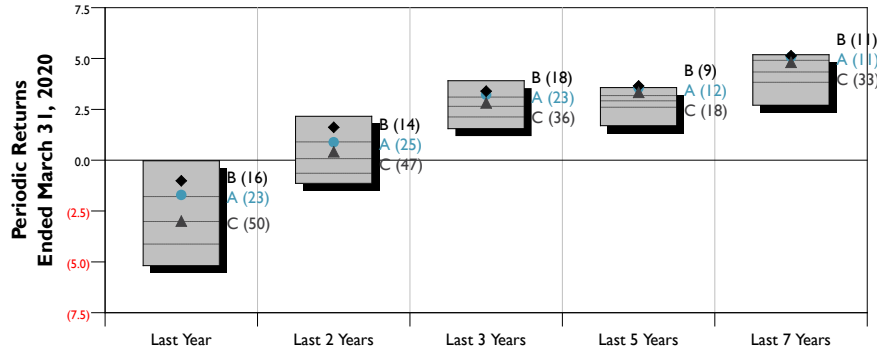 Periodic Returns
Ended March 31, 2020
7.5
5.0
2.5
0.0
(2.5)
(5.0)
(7.5)
B (16)
A (23)
C (50)
B (14)
A (25)
C (47)
B (18)
A (23)
C (36)
B (9)
A (12)
C (18)
B (11)
A (11)
C (33)
Last Year
Last 2 Years
Last 3 Years
Last 5 Years
Last 7 Years